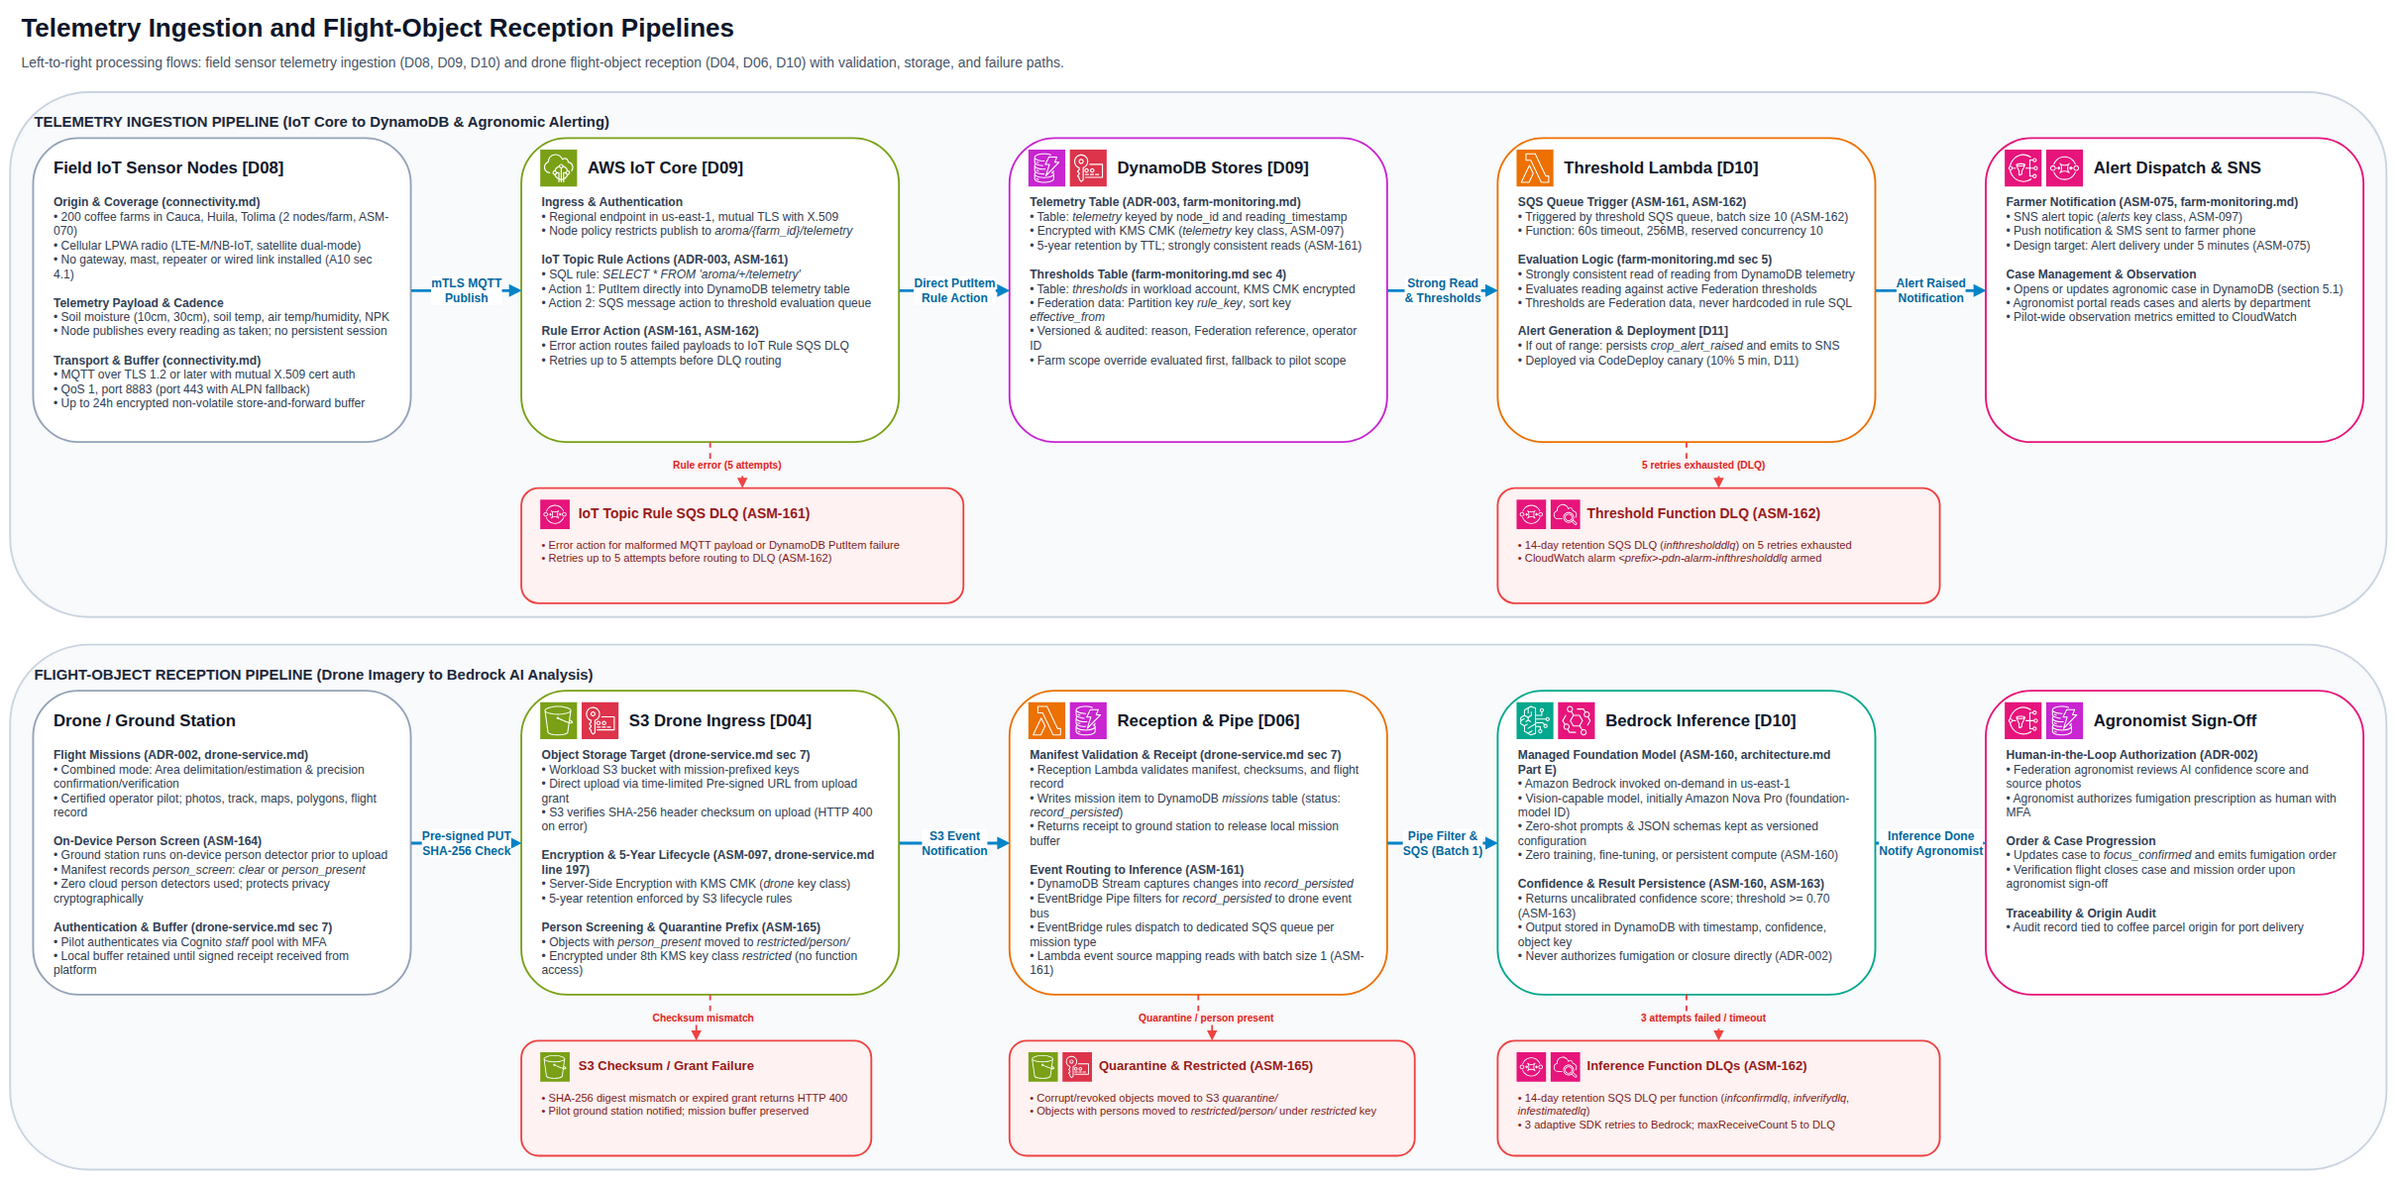 Telemetry Ingestion and Flight-Object Reception Pipelines
Left-to-right processing flows: field sensor telemetry ingestion (D08, D09, D10) and drone flight-object reception (D04, D06, D10) with validation, storage, and failure paths.
TELEMETRY INGESTION PIPELINE (IoT Core to DynamoDB & Agronomic Alerting)
Field IoT Sensor Nodes [D08]
Origin & Coverage (connectivity.md)
• 200 coffee farms in Cauca, Huila, Tolima (2 nodes/farm, ASM-
070)
• Cellular LPWA radio (LTE-M/NB-IoT, satellite dual-mode)
• No gateway, mast, repeater or wired link installed (A10 sec
4.1)
Telemetry Payload & Cadence
• Soil moisture (10cm, 30cm), soil temp, air temp/humidity, NPK
• Node publishes every reading as taken; no persistent session
Transport & Buffer (connectivity.md)
• MQTT over TLS 1.2 or later with mutual X.509 cert auth
• QoS 1, port 8883 (port 443 with ALPN fallback)
• Up to 24h encrypted non-volatile store-and-forward buffer
mTLS MQTT
Publish
AWS IoT Core [D09]
Ingress & Authentication
• Regional endpoint in us-east-1, mutual TLS with X.509
• Node policy restricts publish to aroma/{farm_id}/telemetry
IoT Topic Rule Actions (ADR-003, ASM-161)
• SQL rule: SELECT * FROM 'aroma/+/telemetry'
• Action 1: PutItem directly into DynamoDB telemetry table
• Action 2: SQS message action to threshold evaluation queue
Rule Error Action (ASM-161, ASM-162)
• Error action routes failed payloads to IoT Rule SQS DLQ
• Retries up to 5 attempts before DLQ routing
Direct PutItem
Rule Action
DynamoDB Stores [D09]
Telemetry Table (ADR-003, farm-monitoring.md)
• Table: telemetry keyed by node_id and reading_timestamp
• Encrypted with KMS CMK (telemetry key class, ASM-097)
• 5-year retention by TTL; strongly consistent reads (ASM-161)
Thresholds Table (farm-monitoring.md sec 4)
• Table: thresholds in workload account, KMS CMK encrypted
• Federation data: Partition key rule_key, sort key
effective_from
• Versioned & audited: reason, Federation reference, operator
ID
• Farm scope override evaluated first, fallback to pilot scope
Strong Read
& Thresholds
Threshold Lambda [D10]
SQS Queue Trigger (ASM-161, ASM-162)
• Triggered by threshold SQS queue, batch size 10 (ASM-162)
• Function: 60s timeout, 256MB, reserved concurrency 10
Evaluation Logic (farm-monitoring.md sec 5)
• Strongly consistent read of reading from DynamoDB telemetry
• Evaluates reading against active Federation thresholds
• Thresholds are Federation data, never hardcoded in rule SQL
Alert Generation & Deployment [D11]
• If out of range: persists crop_alert_raised and emits to SNS
• Deployed via CodeDeploy canary (10% 5 min, D11)
Alert Raised
Notification
Alert Dispatch & SNS
Farmer Notification (ASM-075, farm-monitoring.md)
• SNS alert topic (alerts key class, ASM-097)
• Push notification & SMS sent to farmer phone
• Design target: Alert delivery under 5 minutes (ASM-075)
Case Management & Observation
• Opens or updates agronomic case in DynamoDB (section 5.1)
• Agronomist portal reads cases and alerts by department
• Pilot-wide observation metrics emitted to CloudWatch
Rule error (5 attempts)
IoT Topic Rule SQS DLQ (ASM-161)
• Error action for malformed MQTT payload or DynamoDB PutItem failure
• Retries up to 5 attempts before routing to DLQ (ASM-162)
5 retries exhausted (DLQ)
Threshold Function DLQ (ASM-162)
• 14-day retention SQS DLQ (infthresholddlq) on 5 retries exhausted
• CloudWatch alarm <prefix>-pdn-alarm-infthresholddlq armed
FLIGHT-OBJECT RECEPTION PIPELINE (Drone Imagery to Bedrock AI Analysis)
Drone / Ground Station
Flight Missions (ADR-002, drone-service.md)
• Combined mode: Area delimitation/estimation & precision
confirmation/verification
• Certified operator pilot; photos, track, maps, polygons, flight
record
On-Device Person Screen (ASM-164)
• Ground station runs on-device person detector prior to upload
• Manifest records person_screen: clear or person_present
• Zero cloud person detectors used; protects privacy
cryptographically
Authentication & Buffer (drone-service.md sec 7)
• Pilot authenticates via Cognito staff pool with MFA
• Local buffer retained until signed receipt received from
platform
Pre-signed PUT
SHA-256 Check
S3 Drone Ingress [D04]
Object Storage Target (drone-service.md sec 7)
• Workload S3 bucket with mission-prefixed keys
• Direct upload via time-limited Pre-signed URL from upload
grant
• S3 verifies SHA-256 header checksum on upload (HTTP 400
on error)
Encryption & 5-Year Lifecycle (ASM-097, drone-service.md
line 197)
• Server-Side Encryption with KMS CMK (drone key class)
• 5-year retention enforced by S3 lifecycle rules
Person Screening & Quarantine Prefix (ASM-165)
• Objects with person_present moved to restricted/person/
• Encrypted under 8th KMS key class restricted (no function
access)
S3 Event
Notification
Reception & Pipe [D06]
Manifest Validation & Receipt (drone-service.md sec 7)
• Reception Lambda validates manifest, checksums, and flight
record
• Writes mission item to DynamoDB missions table (status:
record_persisted)
• Returns receipt to ground station to release local mission
buffer
Event Routing to Inference (ASM-161)
• DynamoDB Stream captures changes into record_persisted
• EventBridge Pipe filters for record_persisted to drone event
bus
• EventBridge rules dispatch to dedicated SQS queue per
mission type
• Lambda event source mapping reads with batch size 1 (ASM-
161)
Pipe Filter &
SQS (Batch 1)
Bedrock Inference [D10]
Managed Foundation Model (ASM-160, architecture.md
Part E)
• Amazon Bedrock invoked on-demand in us-east-1
• Vision-capable model, initially Amazon Nova Pro (foundation-
model ID)
• Zero-shot prompts & JSON schemas kept as versioned
configuration
• Zero training, fine-tuning, or persistent compute (ASM-160)
Confidence & Result Persistence (ASM-160, ASM-163)
• Returns uncalibrated confidence score; threshold >= 0.70
(ASM-163)
• Output stored in DynamoDB with timestamp, confidence,
object key
• Never authorizes fumigation or closure directly (ADR-002)
Inference Done
Notify Agronomist
Agronomist Sign-Off
Human-in-the-Loop Authorization (ADR-002)
• Federation agronomist reviews AI confidence score and
source photos
• Agronomist authorizes fumigation prescription as human with
MFA
Order & Case Progression
• Updates case to focus_confirmed and emits fumigation order
• Verification flight closes case and mission order upon
agronomist sign-off
Traceability & Origin Audit
• Audit record tied to coffee parcel origin for port delivery
Checksum mismatch
S3 Checksum / Grant Failure
• SHA-256 digest mismatch or expired grant returns HTTP 400
• Pilot ground station notified; mission buffer preserved
Quarantine / person present
Quarantine & Restricted (ASM-165)
• Corrupt/revoked objects moved to S3 quarantine/
• Objects with persons moved to restricted/person/ under restricted key
3 attempts failed / timeout
Inference Function DLQs (ASM-162)
• 14-day retention SQS DLQ per function (infconfirmdlq, infverifydlq,
infestimatedlq)
• 3 adaptive SDK retries to Bedrock; maxReceiveCount 5 to DLQ